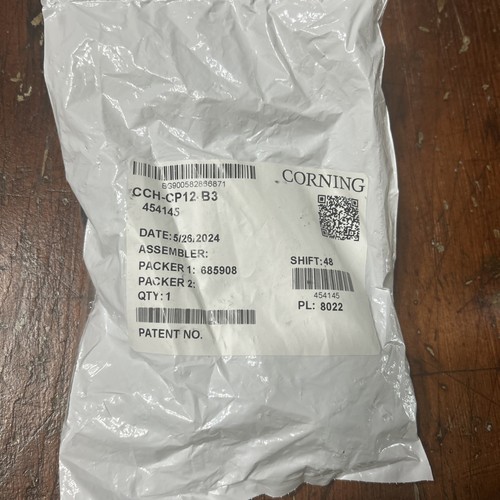 BG900582886871
CORNING
CCH-CP12-B3
454145
DATE: 5/26/2024
ASSEMBLER:
PACKER 1: 685908
PACKER 2:
QTY: 1
SHIFT: 48
454145
PL: 8022
PATENT NO.